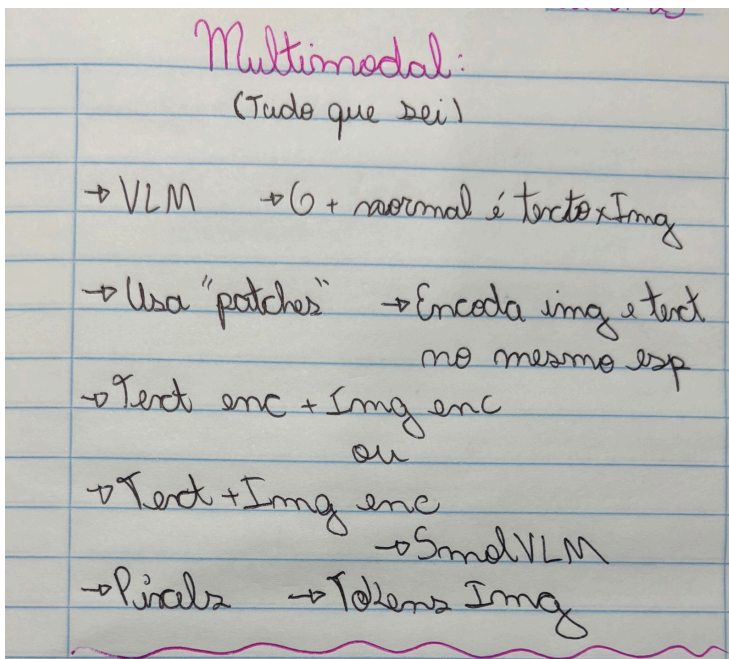 Multimodal:
(Tudo que sei)
→ VLM → O + normal é texto x Img
→ Usa "patches" → Encoda img e text
no mesmo esp
→ Text enc + Img enc
ou
→ Text + Img enc
→ SmolVLM
→ Pixels → Tokens Img